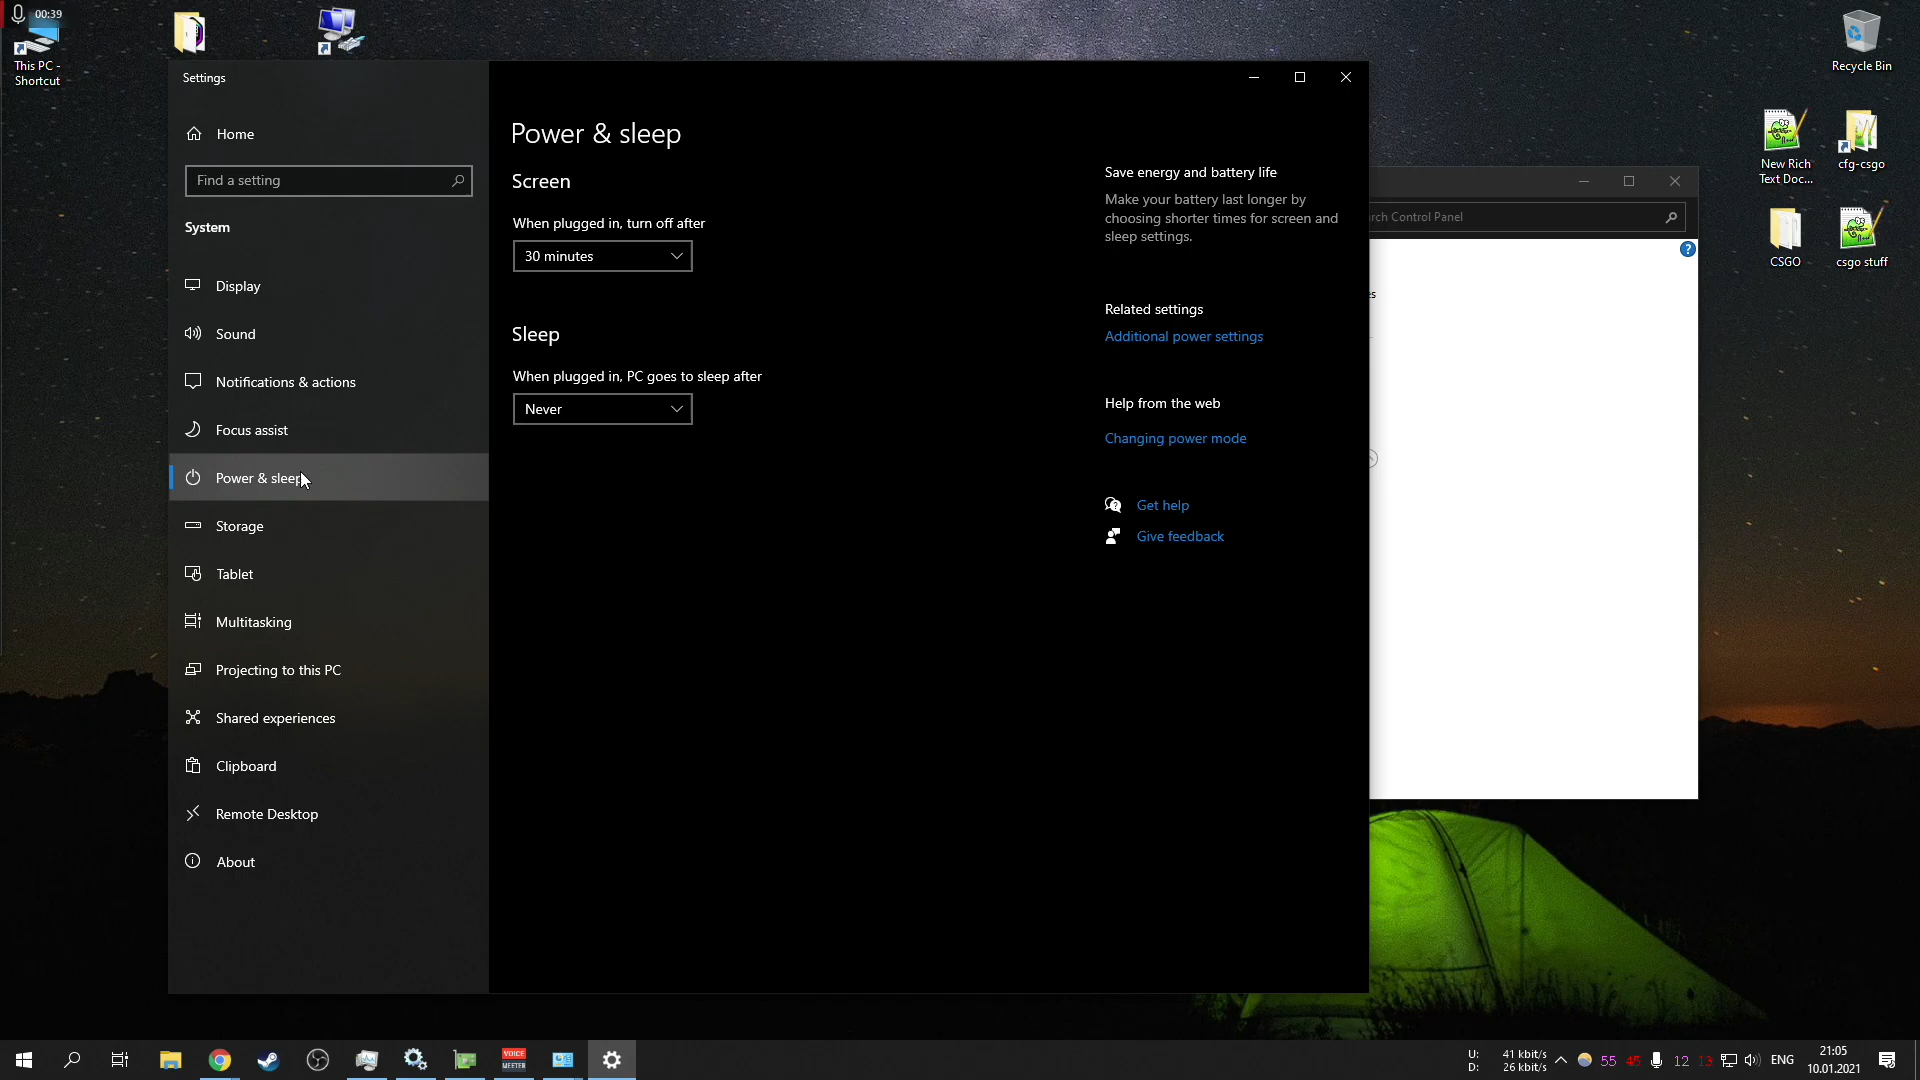 00:39
This PC -
Shortcut
Recycle Bin
New Rich
Text Doc...
cfg-csgo
CSGO
csgo stuff
Settings
Home
Find a setting
System
Display
Sound
Notifications & actions
Focus assist
Power & sleep
Storage
Tablet
Multitasking
Projecting to this PC
Shared experiences
Clipboard
Remote Desktop
About
Power & sleep
Screen
When plugged in, turn off after
30 minutes
Sleep
When plugged in, PC goes to sleep after
Never
Save energy and battery life
Make your battery last longer by
choosing shorter times for screen and
sleep settings.
Related settings
Additional power settings
Help from the web
Changing power mode
Get help
Give feedback
rch Control Panel
?
es
VOICE
MEETER
U: 41 kbit/s
D: 26 kbit/s
55 45 12 13 ENG
21:05
10.01.2021